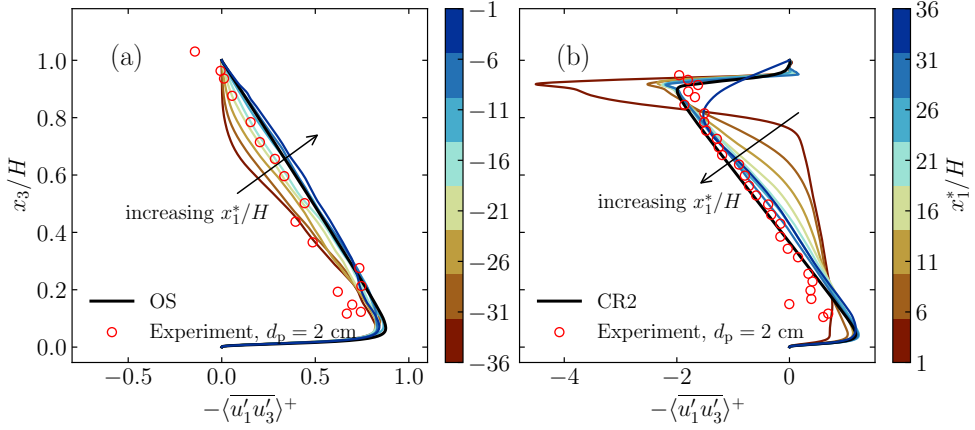 (a)
x₃/H
1.0
0.8
0.6
0.4
0.2
0.0
increasing x₁*/H
OS
Experiment, dₚ = 2 cm
−0.5 0.0 0.5 1.0
−⟨u₁′u₃′⟩⁺
−1
−6
−11
−16
−21
−26
−31
−36
(b)
increasing x₁*/H
CR2
Experiment, dₚ = 2 cm
−4 −2 0
−⟨u₁′u₃′⟩⁺
36
31
26
21
16
11
6
1
x₁*/H